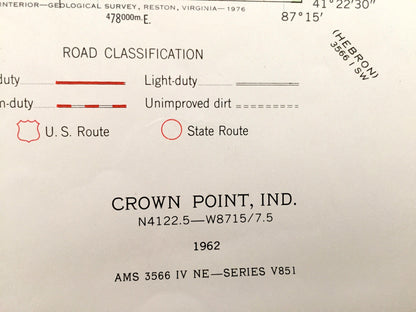 INTERIOR—GEOLOGICAL SURVEY, RESTON, VIRGINIA—1976
41°22'30"
478000m.E.
87°15'
(HEBRON)
3566 I SW
ROAD CLASSIFICATION
Light-duty
Unimproved dirt
U. S. Route
State Route
CROWN POINT, IND.
N4122.5—W8715/7.5
1962
AMS 3566 IV NE—SERIES V851